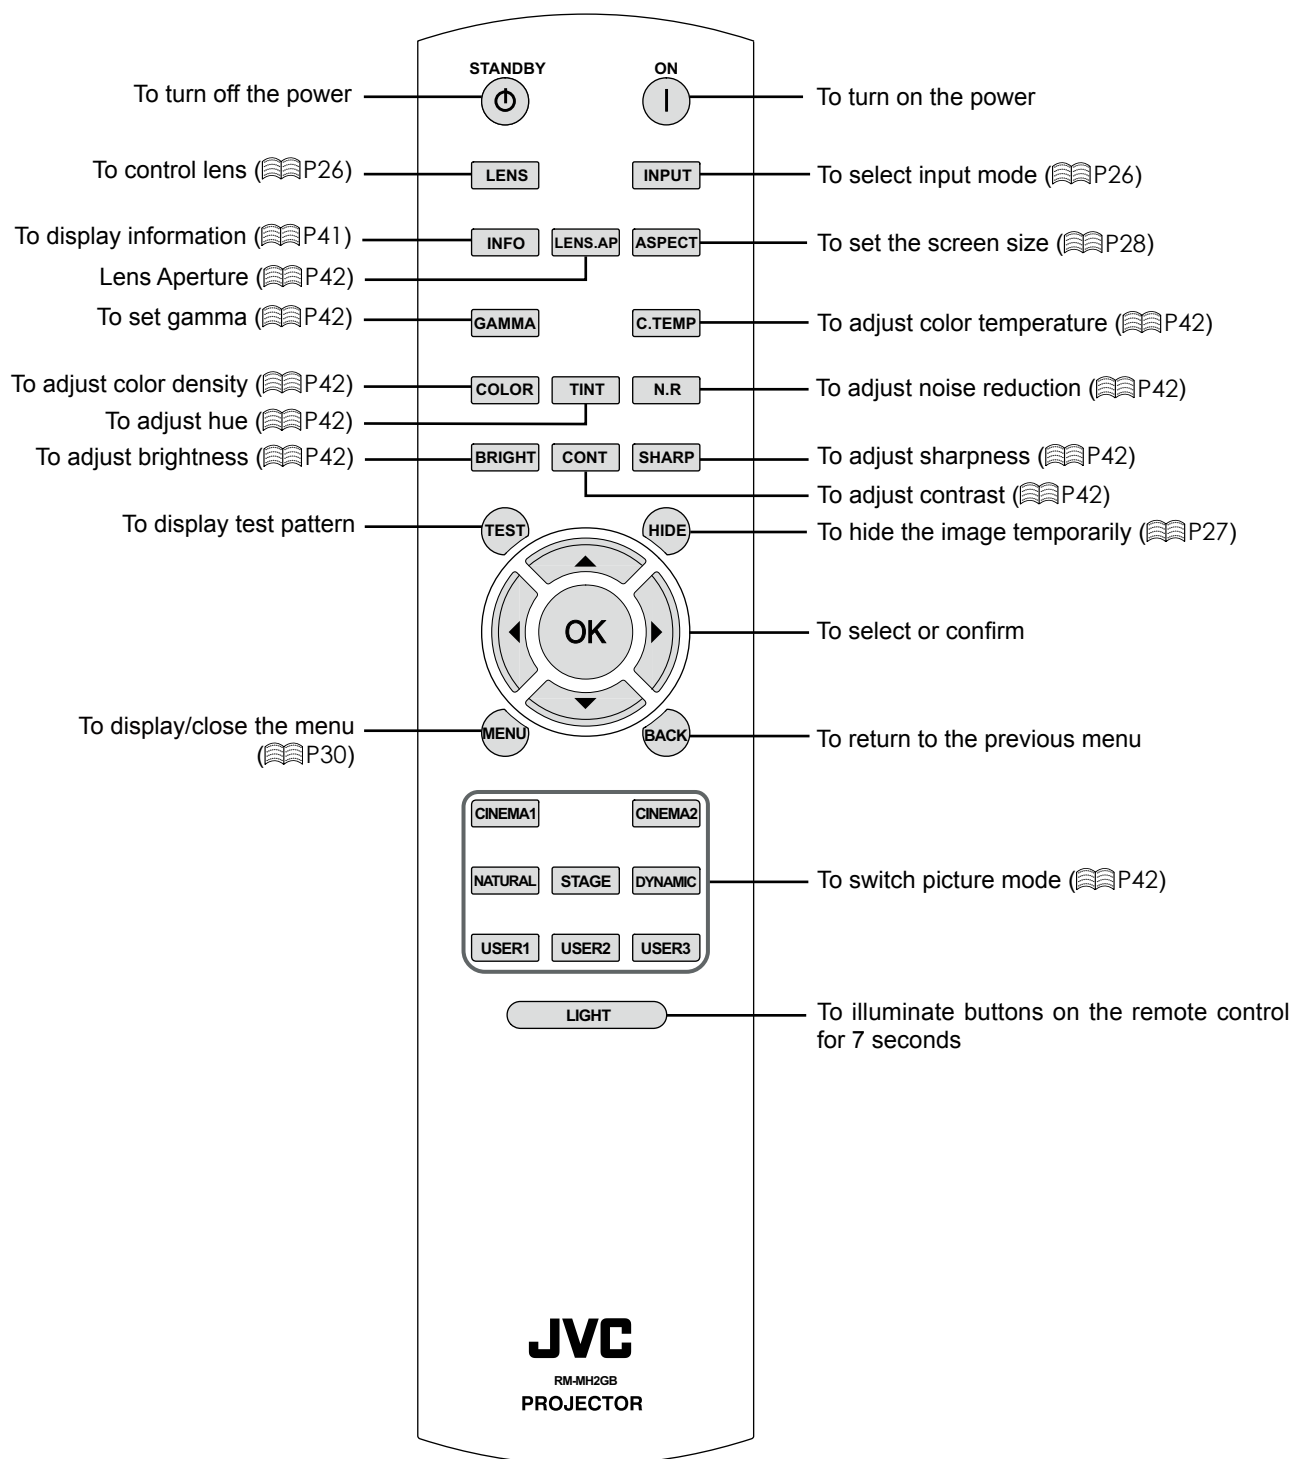 STANDBY ON
To turn off the power
To turn on the power
To control lens (P26)
LENS INPUT
To select input mode (P26)
To display information (P41)
INFO LENS.AP ASPECT
To set the screen size (P28)
Lens Aperture (P42)
To set gamma (P42)
GAMMA C.TEMP
To adjust color temperature (P42)
To adjust color density (P42)
COLOR TINT N.R
To adjust noise reduction (P42)
To adjust hue (P42)
To adjust brightness (P42)
BRIGHT CONT SHARP
To adjust sharpness (P42)
To adjust contrast (P42)
To display test pattern
TEST HIDE
To hide the image temporarily (P27)
OK
To select or confirm
To display/close the menu
(P30)
MENU BACK
To return to the previous menu
CINEMA1 CINEMA2
NATURAL STAGE DYNAMIC
To switch picture mode (P42)
USER1 USER2 USER3
LIGHT
To illuminate buttons on the remote control
for 7 seconds
JVC
RM-MH2GB
PROJECTOR